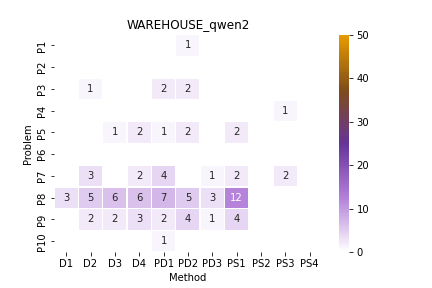 WAREHOUSE_qwen2
P1 1
P2
P3 1 2 2
P4 1
P5 1 2 1 2 2
P6
P7 3 2 4 1 2 2
P8 3 5 6 6 7 5 3 12
P9 2 2 3 2 4 1 4
P10 1
D1 D2 D3 D4 PD1 PD2 PD3 PS1 PS2 PS3 PS4
Method
Problem
50
40
30
20
10
0